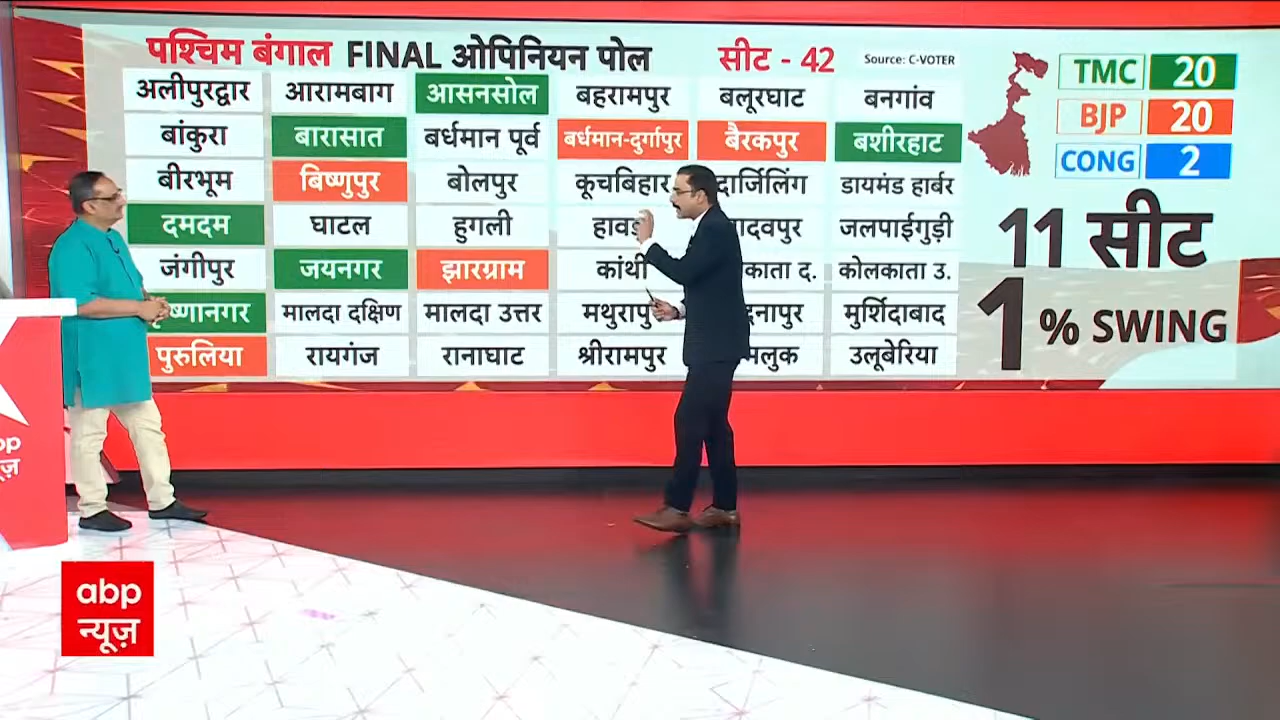 पश्चिम बंगाल FINAL ओपिनियन पोल सीट - 42 Source: C-VOTER
अलीपुरद्वार आरामबाग आसनसोल बहरामपुर बलूरघाट बनगांव
बांकुरा बारासात बर्धमान पूर्व बर्धमान-दुर्गापुर बैरकपुर बशीरहाट
बीरभूम बिष्णुपुर बोलपुर कूचबिहार दार्जिलिंग डायमंड हार्बर
दमदम घाटल हुगली जलपाईगुड़ी
जंगीपुर जयनगर झारग्राम कांथी द. कोलकाता उ.
मालदा दक्षिण मालदा उत्तर मुर्शिदाबाद
पुरुलिया रायगंज रानाघाट श्रीरामपुर उलूबेरिया
TMC 20
BJP 20
CONG 2
11 सीट
1% SWING
abp
न्यूज़